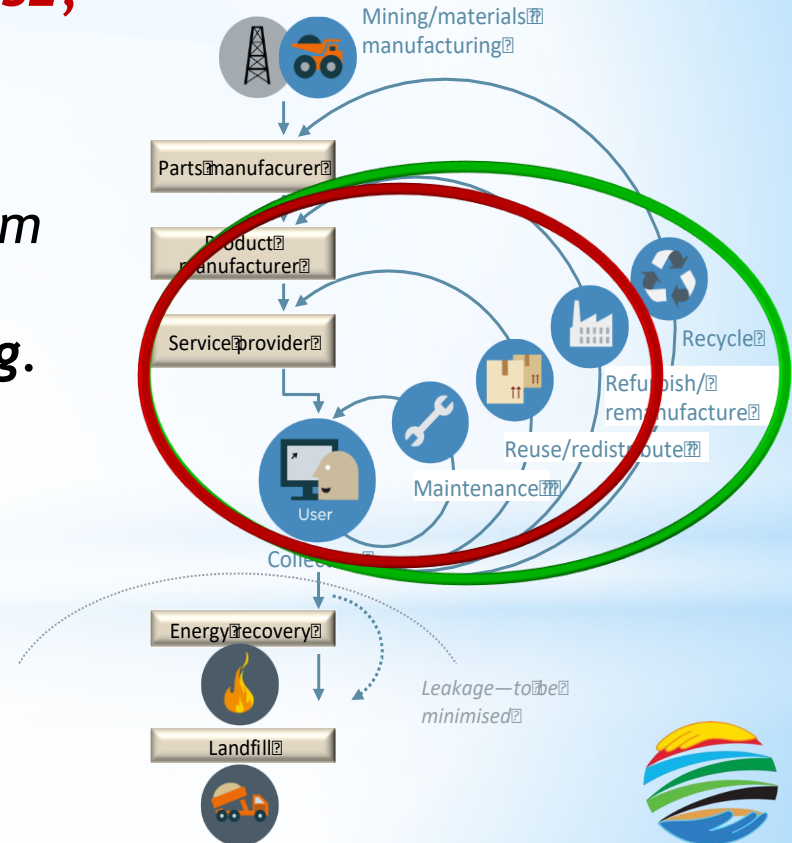 Mining/materials
manufacturing
m
g.
Parts manufacurer
Product
manufacturer
Service provider
Recycle
Refurbish/
remanufacture
Reuse/redistribute
Maintenance
User
Energy recovery
Leakage—to be
minimised
Landfill